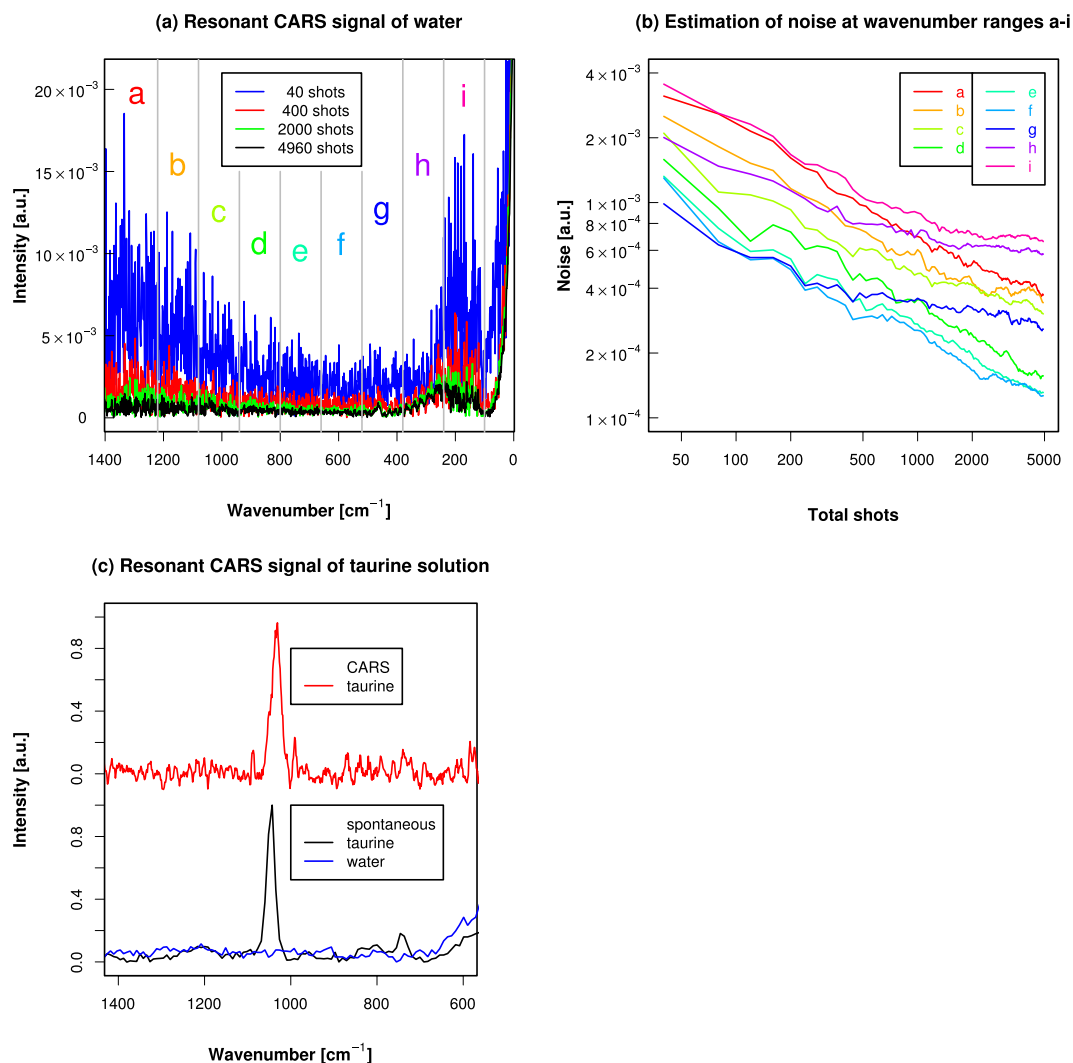 (a) Resonant CARS signal of water
Intensity [a.u.]
20×10⁻³
15×10⁻³
10×10⁻³
5×10⁻³
0
a
b
c
d
e
f
g
h
i
40 shots
400 shots
2000 shots
4960 shots
1400 1200 1000 800 600 400 200 0
Wavenumber [cm⁻¹]
(b) Estimation of noise at wavenumber ranges a-i
Noise [a.u.]
4×10⁻³
2×10⁻³
1×10⁻³
8×10⁻⁴
6×10⁻⁴
4×10⁻⁴
2×10⁻⁴
1×10⁻⁴
a
b
c
d
e
f
g
h
i
50 100 200 500 1000 2000 5000
Total shots
(c) Resonant CARS signal of taurine solution
Intensity [a.u.]
0.8
0.4
0.0
CARS
taurine
0.8
0.4
0.0
spontaneous
taurine
water
1400 1200 1000 800 600
Wavenumber [cm⁻¹]